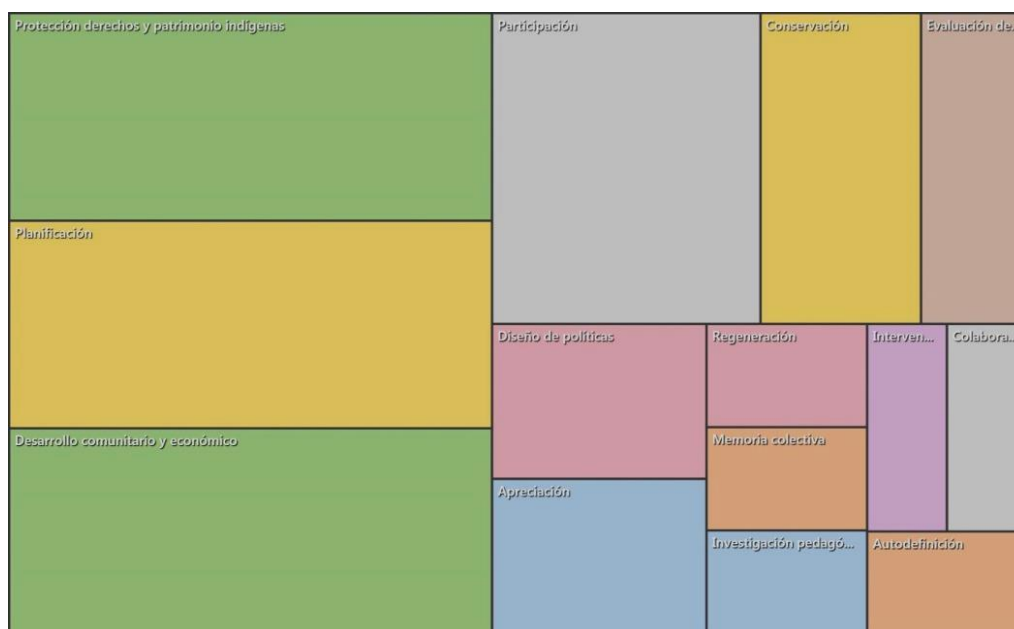 Protección derechos y patrimonio indígenas
Participación
Conservación
Evaluación de...
Planificación
Diseño de políticas
Regeneración
Interven...
Colabora...
Desarrollo comunitario y económico
Memoria colectiva
Apreciación
Investigación pedagó...
Autodefinición